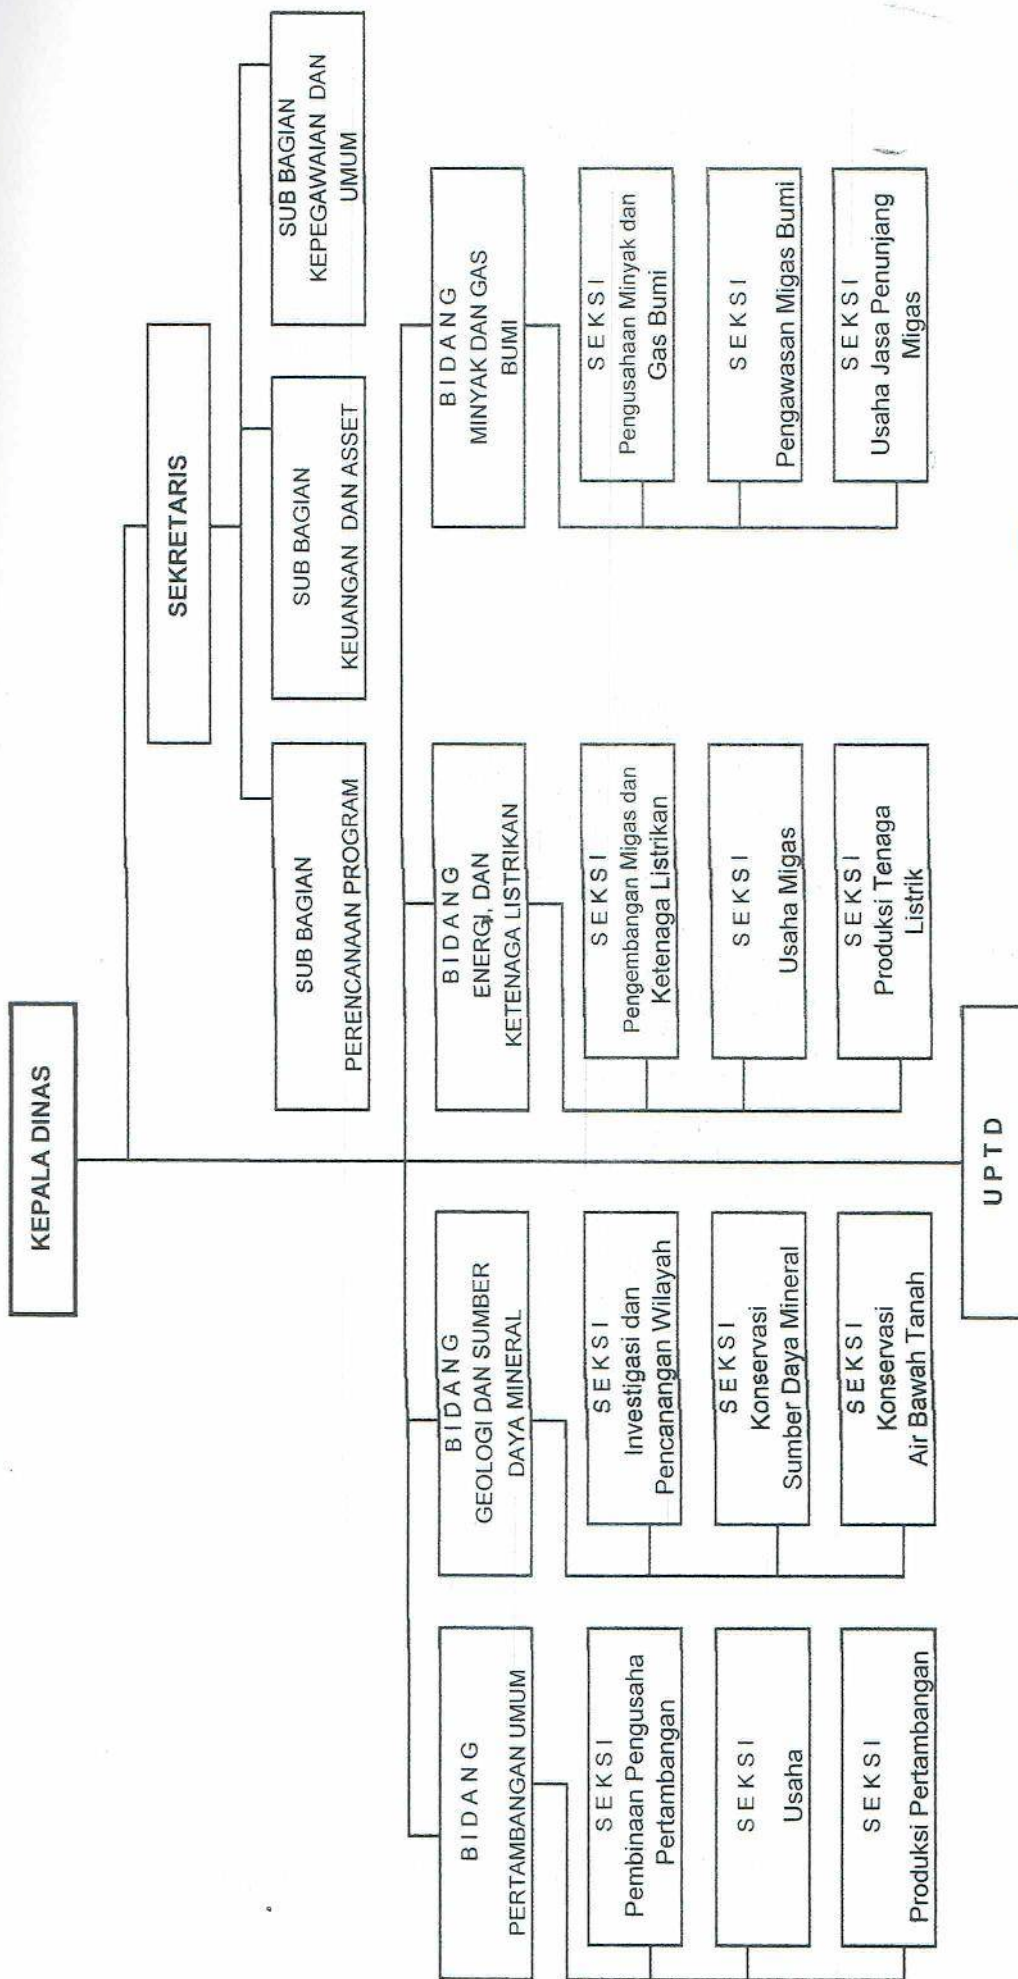 KEPALA DINAS
SEKRETARIS
SUB BAGIAN
PERENCANAAN PROGRAM
SUB BAGIAN
KEUANGAN DAN ASSET
SUB BAGIAN
KEPEGAWAIAN DAN
UMUM
B I D A N G
PERTAMBANGAN UMUM
S E K S I
Pembinaan Pengusaha
Pertambangan
S E K S I
Usaha
S E K S I
Produksi Pertambangan
B I D A N G
GEOLOGI DAN SUMBER
DAYA MINERAL
S E K S I
Investigasi dan
Pencanangan Wilayah
S E K S I
Konservasi
Sumber Daya Mineral
S E K S I
Konservasi
Air Bawah Tanah
B I D A N G
ENERGI, DAN
KETENAGA LISTRIKAN
S E K S I
Pengembangan Migas dan
Ketenaga Listrikan
S E K S I
Usaha Migas
S E K S I
Produksi Tenaga
Listrik
B I D A N G
MINYAK DAN GAS
BUMI
S E K S I
Pengusahaan Minyak dan
Gas Bumi
S E K S I
Pengawasan Migas Bumi
S E K S I
Usaha Jasa Penunjang
Migas
U P T D